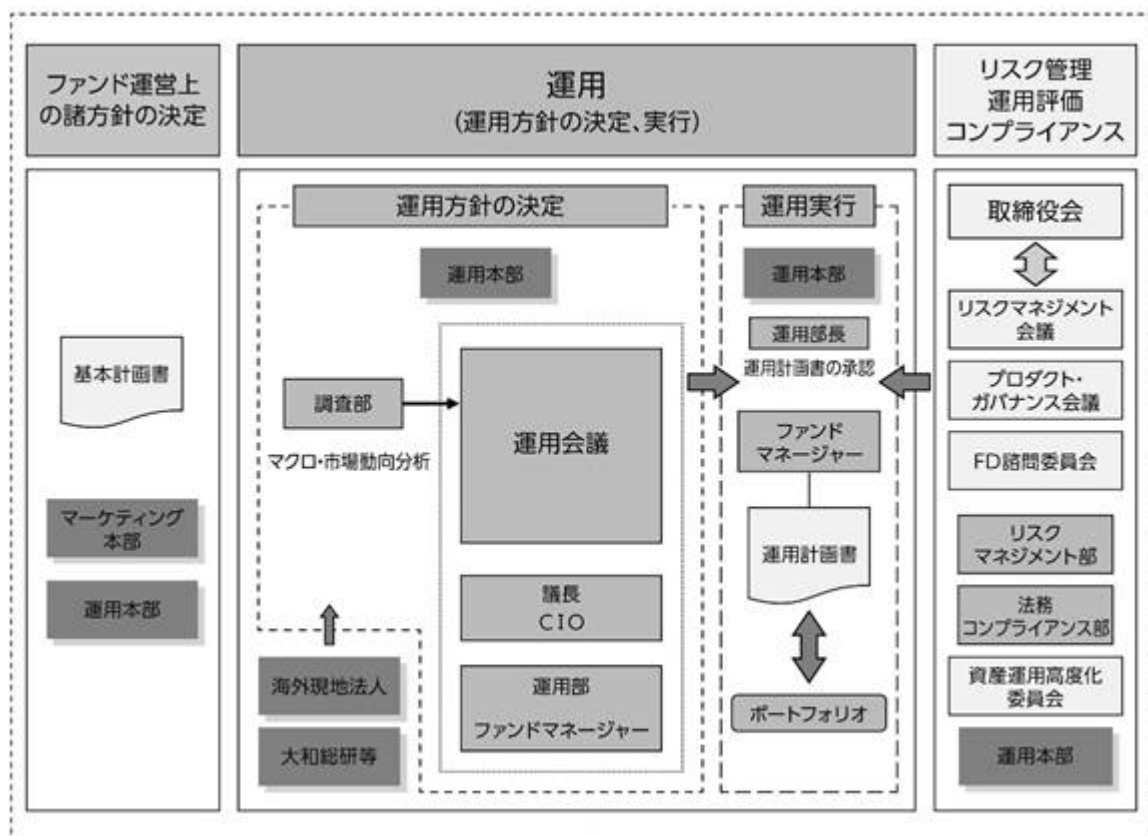 ファンド運営上
の諸方針の決定
運用
(運用方針の決定、実行)
リスク管理
運用評価
コンプライアンス
基本計画書
マーケティング
本部
運用本部
運用方針の決定
運用本部
調査部
マクロ・市場動向分析
運用会議
議長
CIO
運用部
ファンドマネージャー
海外現地法人
大和総研等
運用実行
運用本部
運用部長
運用計画書の承認
ファンド
マネージャー
運用計画書
ポートフォリオ
取締役会
リスクマネジメント
会議
プロダクト・
ガバナンス会議
FD諮問委員会
リスク
マネジメント部
法務
コンプライアンス部
資産運用高度化
委員会
運用本部